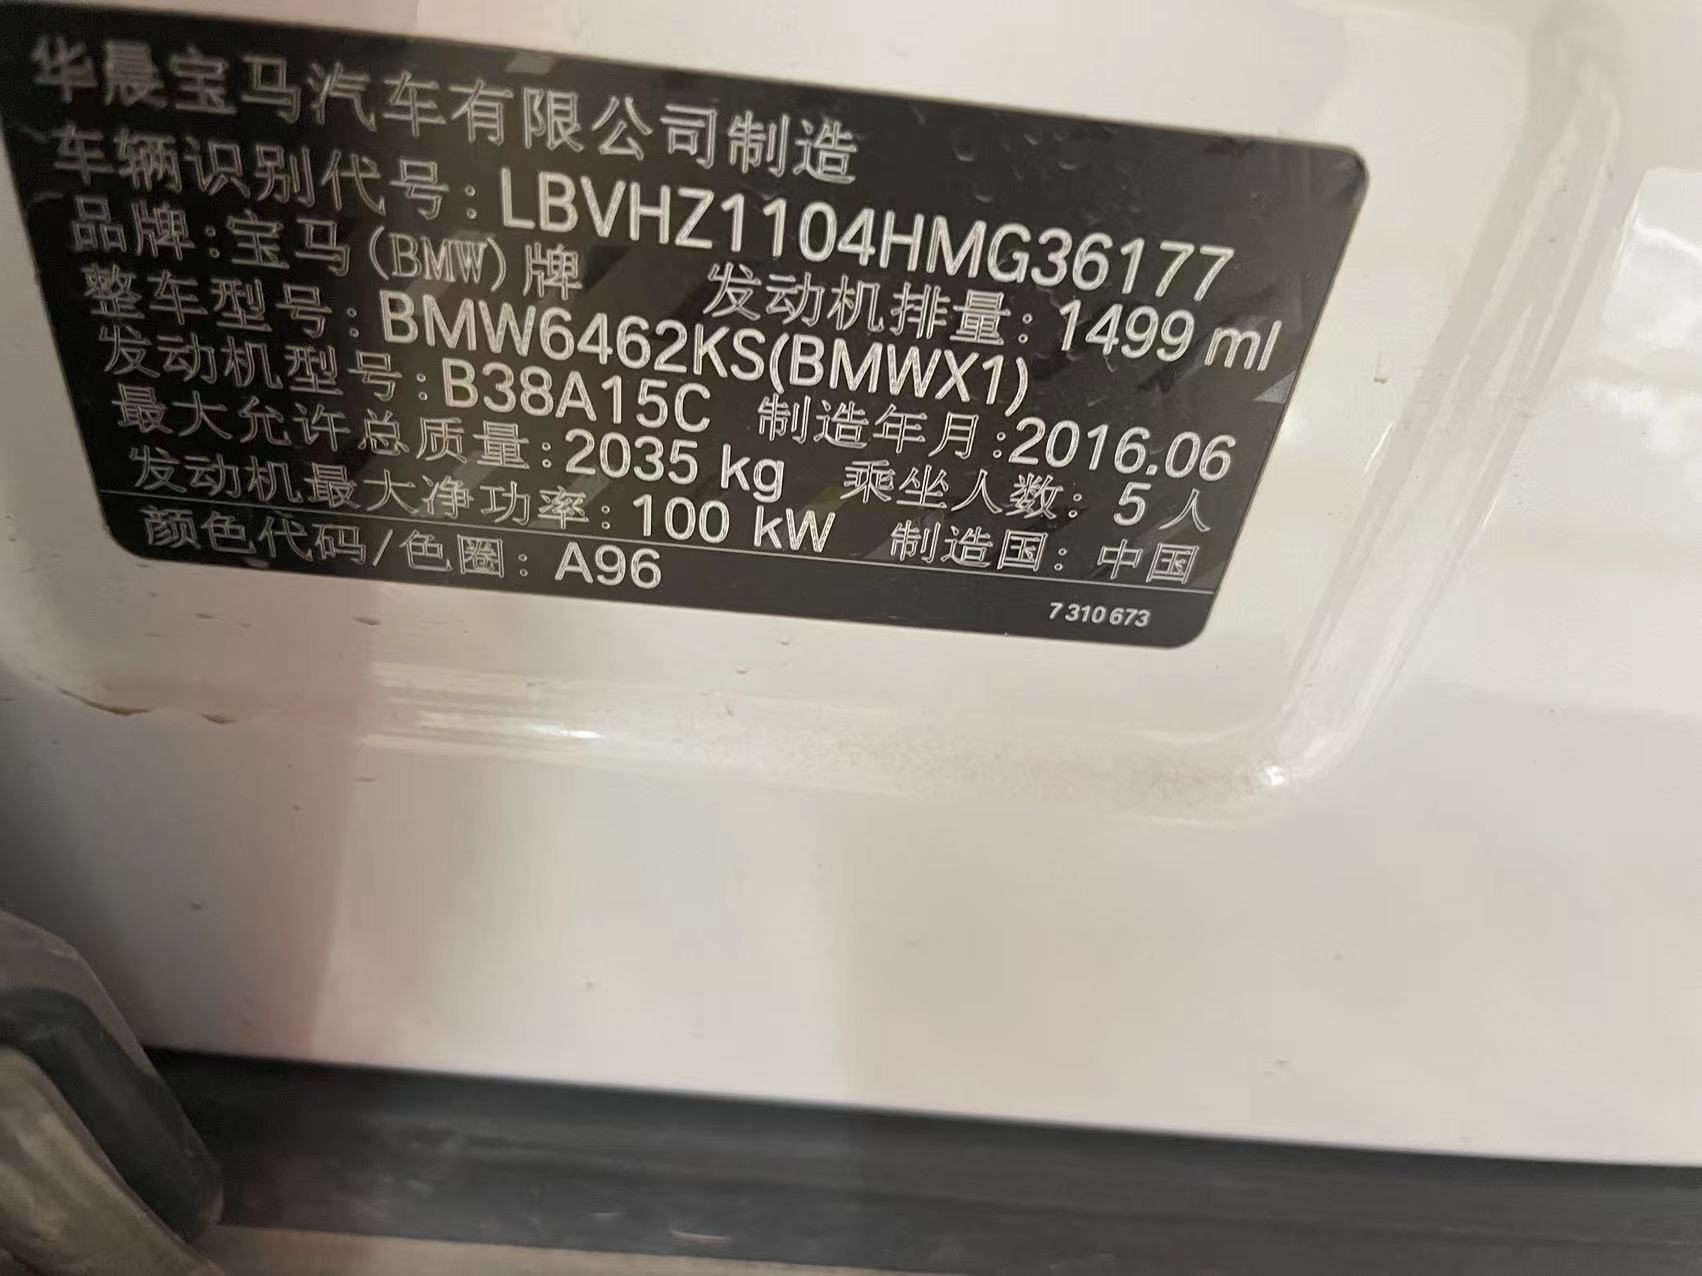 华晨宝马汽车有限公司制造
车辆识别代号：LBVHZ1104HMG36177
品牌：宝马(BMW)牌 发动机排量：1499 ml
整车型号：BMW6462KS(BMWX1)
发动机型号：B38A15C 制造年月：2016.06
最大允许总质量：2035 kg 乘坐人数：5 人
发动机最大净功率：100 kW 制造国：中国
颜色代码/色圈：A96
7 310 673